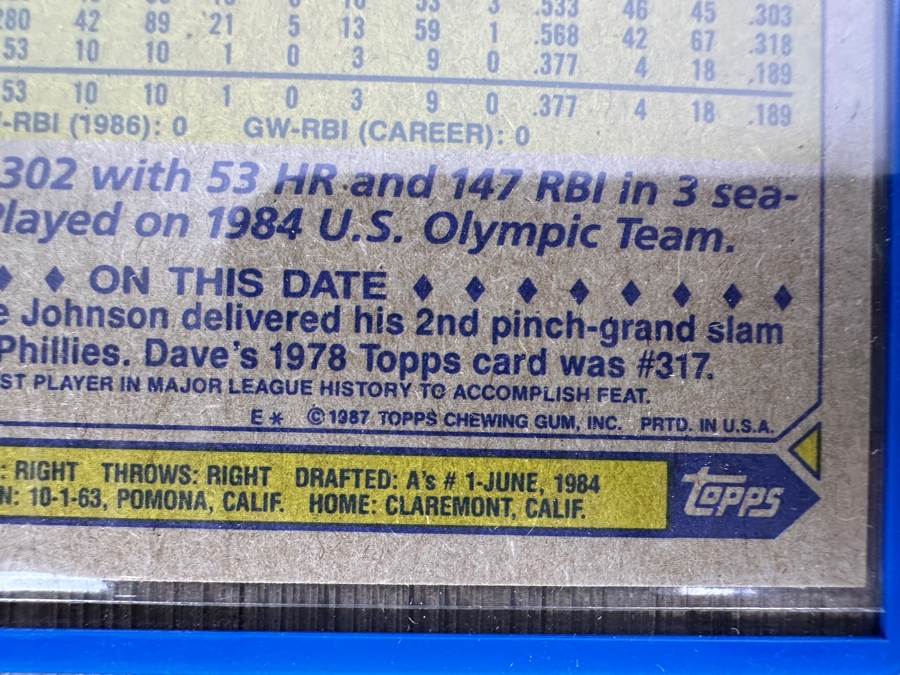 53 3 .533 46 45 .303
280 42 89 21 5 13 59 1 .568 42 67 .318
53 10 10 1 0 3 9 0 .377 4 18 .189
53 10 10 1 0 3 9 0 .377 4 18 .189
-RBI (1986): 0 GW-RBI (CAREER): 0
.302 with 53 HR and 147 RBI in 3 sea-
layed on 1984 U.S. Olympic Team.
♦ ♦ ON THIS DATE ♦ ♦ ♦ ♦ ♦ ♦ ♦ ♦
e Johnson delivered his 2nd pinch-grand slam
Phillies. Dave's 1978 Topps card was #317.
ST PLAYER IN MAJOR LEAGUE HISTORY TO ACCOMPLISH FEAT.
E* © 1987 TOPPS CHEWING GUM, INC. PRTD. IN U.S.A.
: RIGHT THROWS: RIGHT DRAFTED: A's # 1-JUNE, 1984
N: 10-1-63, POMONA, CALIF. HOME: CLAREMONT, CALIF.
Topps